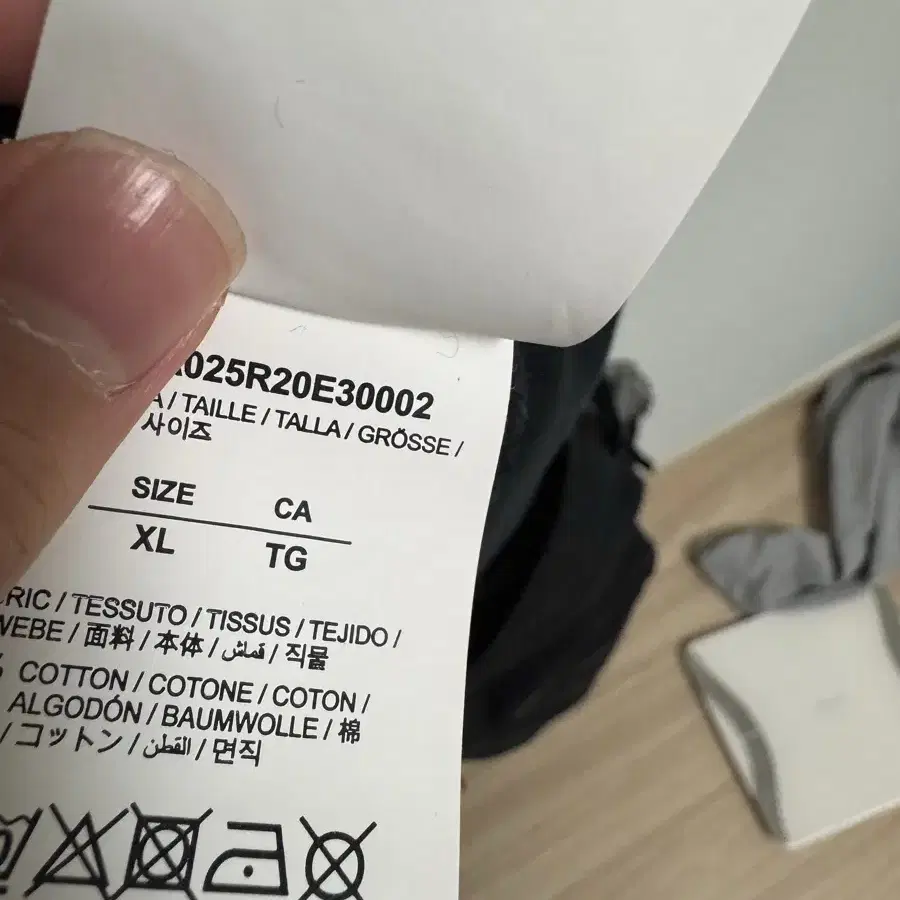 025R20E30002
/ TAILLE / TALLA / GRÖSSE /
사이즈
SIZE CA
XL TG
/ TESSUTO / TISSUS / TEJIDO /
/ 面料 / 本体 / قماش / 직물
COTTON / COTONE / COTON /
ALGODÓN / BAUMWOLLE / 棉
/ コットン / القطن / 면직